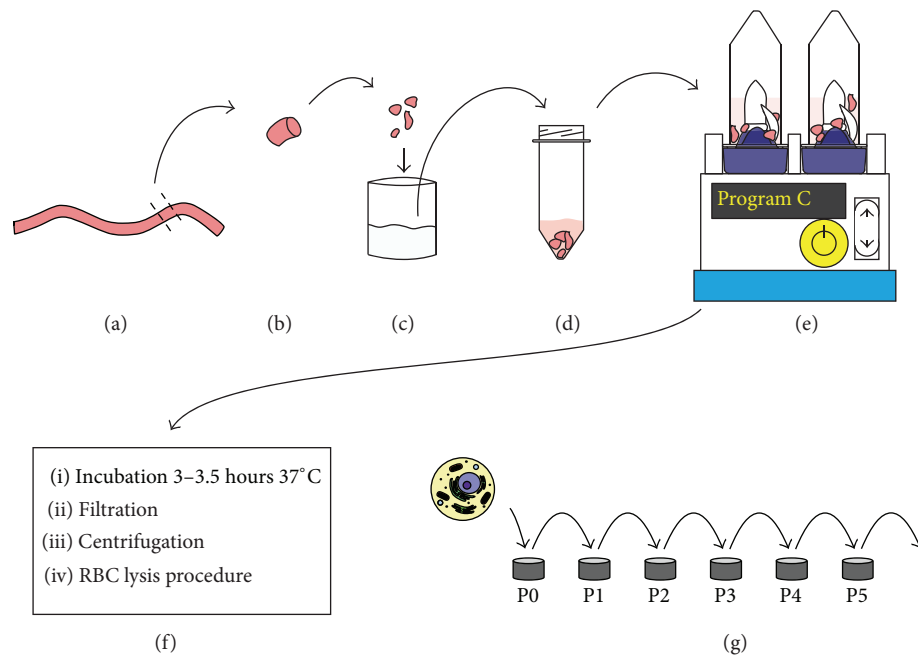 Program C
(a)
(b)
(c)
(d)
(e)
(i) Incubation 3–3.5 hours 37°C
(ii) Filtration
(iii) Centrifugation
(iv) RBC lysis procedure
P0 P1 P2 P3 P4 P5
(f)
(g)